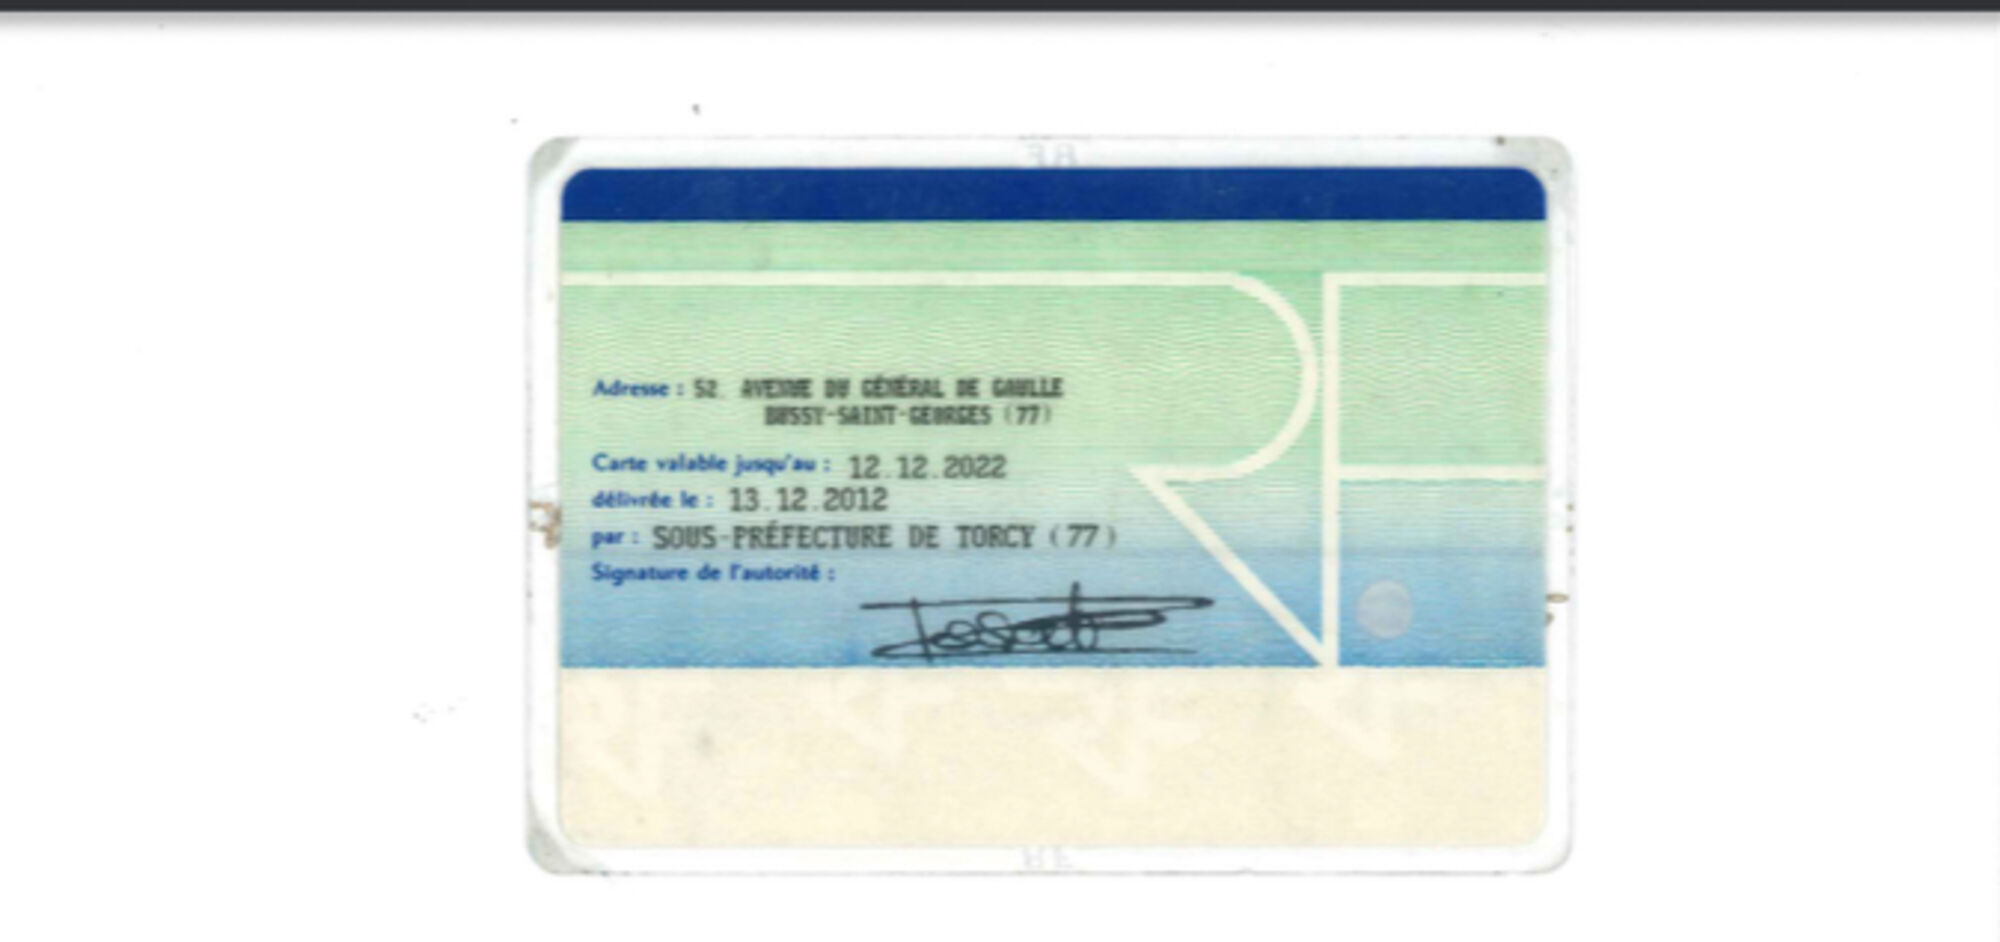 Adresse : 52. AVENUE DU GÉNÉRAL DE GAULLE
BUSSY-SAINT-GEORGES (77)
Carte valable jusqu'au : 12.12.2022
délivrée le : 13.12.2012
par : SOUS-PRÉFECTURE DE TORCY (77)
Signature de l'autorité :
RF